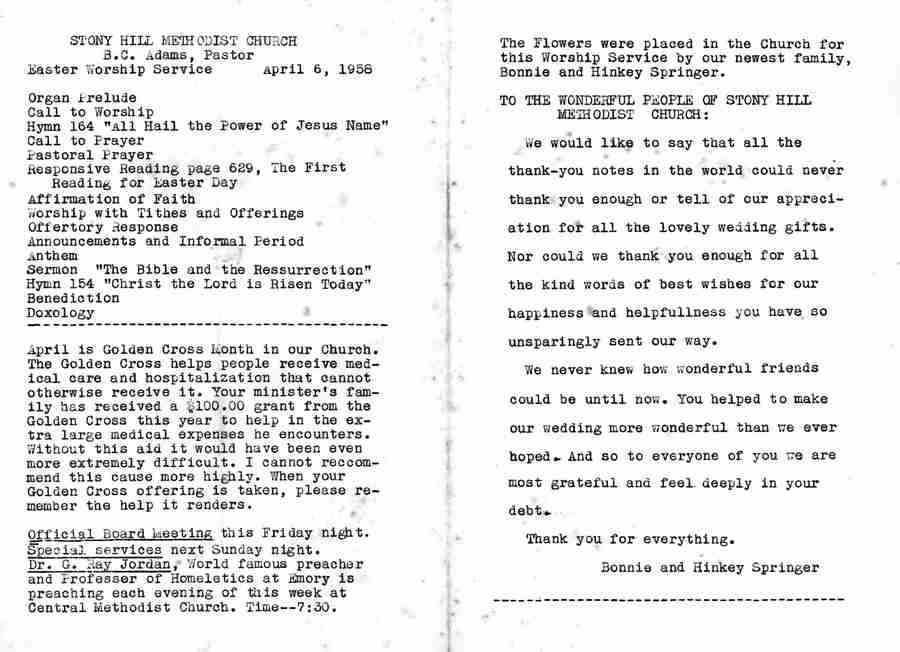 STONY HILL METHODIST CHURCH
B.C. Adams, Pastor
Easter Worship Service April 6, 1958
Organ Prelude
Call to Worship
Hymn 164 "All Hail the Power of Jesus Name"
Call to Prayer
Pastoral Prayer
Responsive Reading page 629, The First
Reading for Easter Day
Affirmation of Faith
Worship with Tithes and Offerings
Offertory Response
Announcements and Informal Period
Anthem
Sermon "The Bible and the Ressurrection"
Hymn 154 "Christ the Lord is Risen Today"
Benediction
Doxology
April is Golden Cross Month in our Church.
The Golden Cross helps people receive med-
ical care and hospitalization that cannot
otherwise receive it. Your minister's fam-
ily has received a $100.00 grant from the
Golden Cross this year to help in the ex-
tra large medical expenses he encounters.
Without this aid it would have been even
more extremely difficult. I cannot reccom-
mend this cause more highly. When your
Golden Cross offering is taken, please re-
member the help it renders.
Official Board Meeting this Friday night.
Special services next Sunday night.
Dr. G. Ray Jordan, World famous preacher
and Professor of Homeletics at Emory is
preaching each evening of this week at
Central Methodist Church. Time--7:30.
The Flowers were placed in the Church for
this Worship Service by our newest family,
Bonnie and Hinkey Springer.
TO THE WONDERFUL PEOPLE OF STONY HILL
METHODIST CHURCH:
We would like to say that all the
thank-you notes in the world could never
thank you enough or tell of our appreci-
ation for all the lovely wedding gifts.
Nor could we thank you enough for all
the kind words of best wishes for our
happiness and helpfullness you have so
unsparingly sent our way.
We never knew how wonderful friends
could be until now. You helped to make
our wedding more wonderful than we ever
hoped. And so to everyone of you we are
most grateful and feel deeply in your
debt.
Thank you for everything.
Bonnie and Hinkey Springer